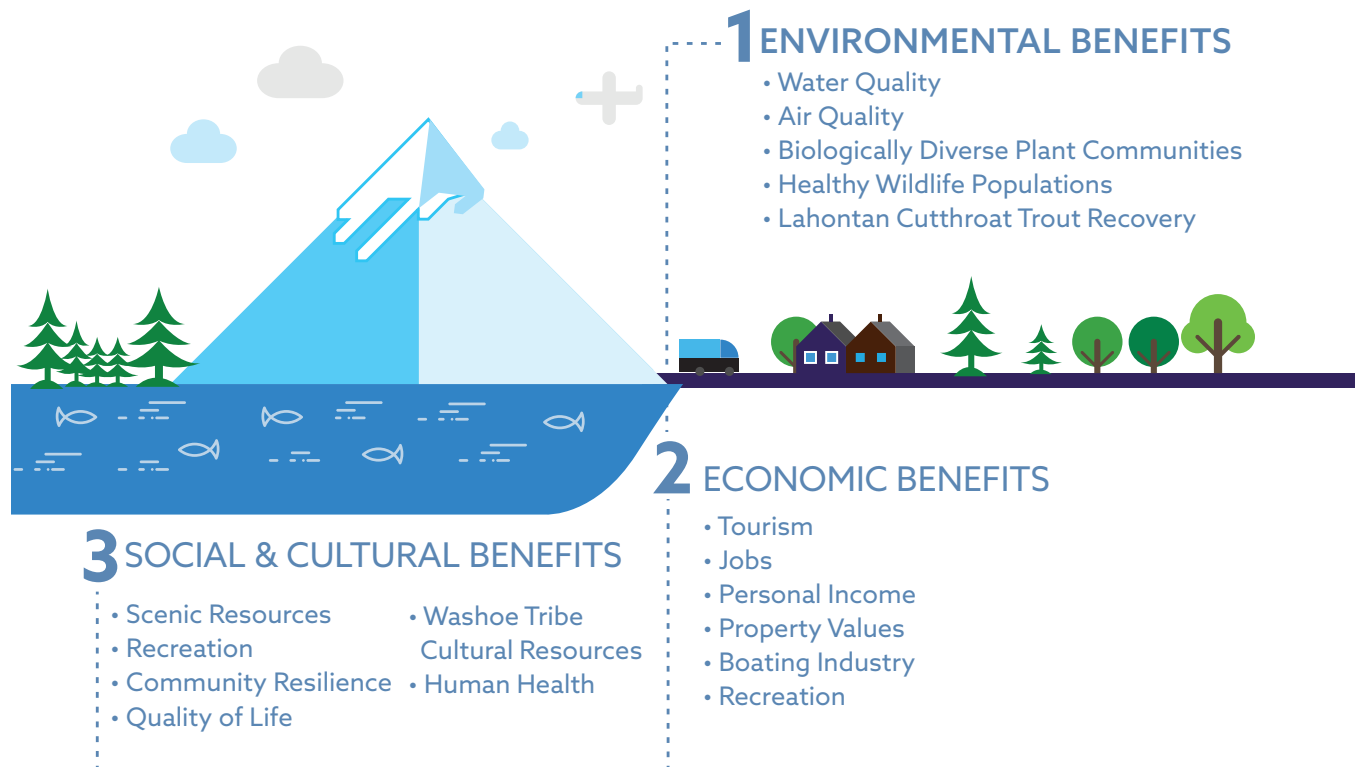 1 ENVIRONMENTAL BENEFITS
• Water Quality
• Air Quality
• Biologically Diverse Plant Communities
• Healthy Wildlife Populations
• Lahontan Cutthroat Trout Recovery
2 ECONOMIC BENEFITS
• Tourism
• Jobs
• Personal Income
• Property Values
• Boating Industry
• Recreation
3 SOCIAL & CULTURAL BENEFITS
• Scenic Resources
• Recreation
• Community Resilience
• Quality of Life
• Washoe Tribe
Cultural Resources
• Human Health